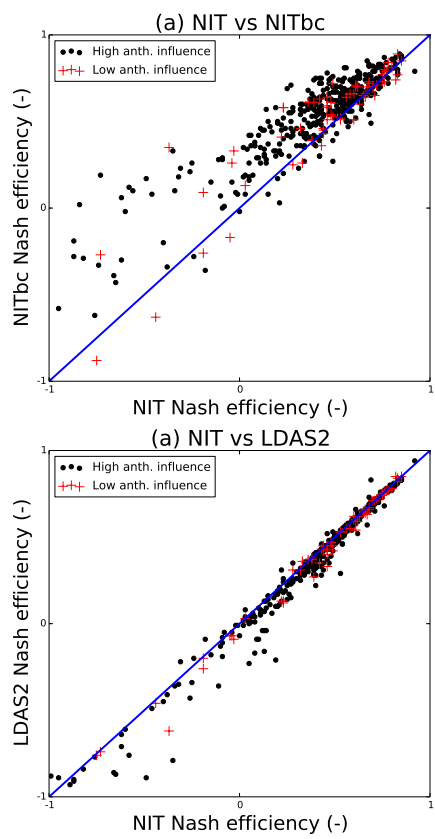 (a) NIT vs NITbc
1
High anth. influence
Low anth. influence
NITbc Nash efficiency (-)
0
-1
-1
0
1
NIT Nash efficiency (-)
(a) NIT vs LDAS2
1
High anth. influence
Low anth. influence
LDAS2 Nash efficiency (-)
0
-1
-1
0
1
NIT Nash efficiency (-)